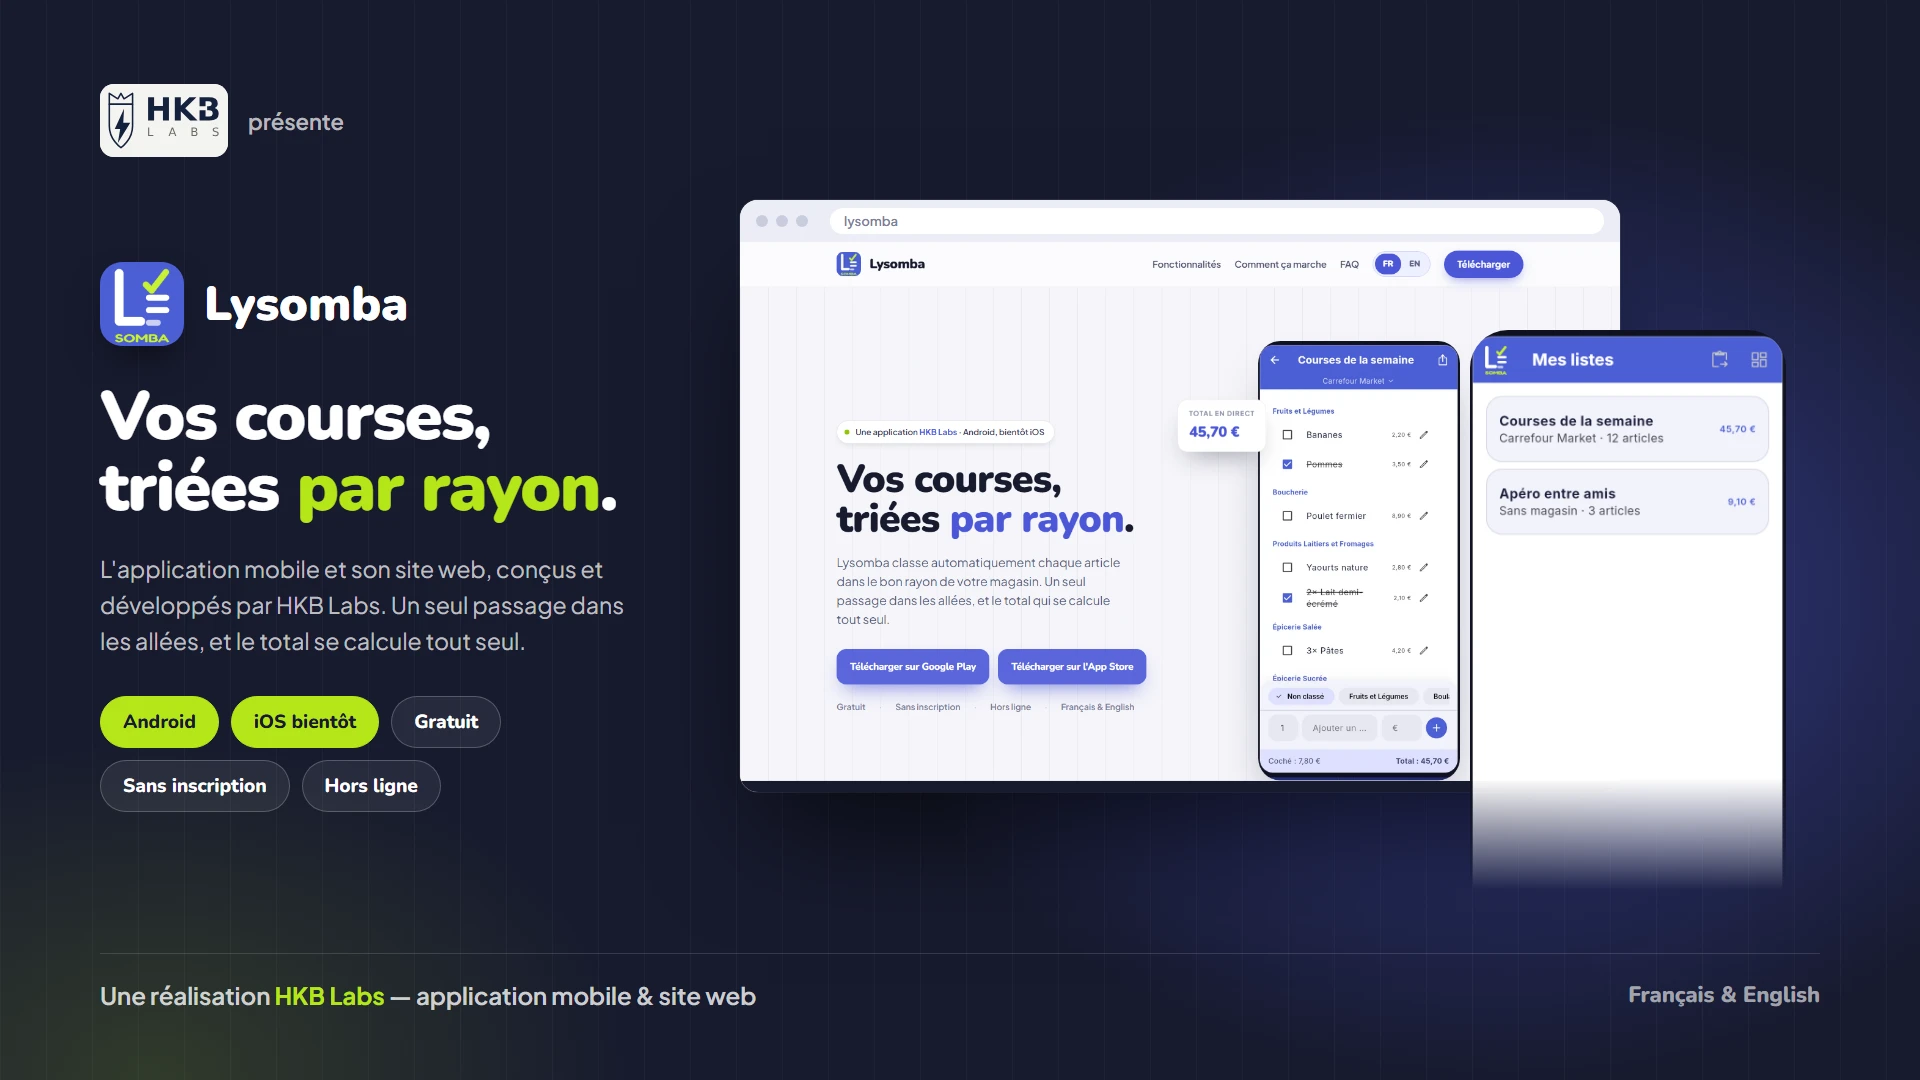 HKB
LABS
présente
SOMBA
Lysomba
Vos courses,
triées par rayon.
L'application mobile et son site web, conçus et
développés par HKB Labs. Un seul passage dans
les allées, et le total se calcule tout seul.
Android
iOS bientôt
Gratuit
Sans inscription
Hors ligne
lysomba
Lysomba
Fonctionnalités
Comment ça marche
FAQ
FR
EN
Télécharger
Une application HKB Labs · Android, bientôt iOS
Vos courses,
triées par rayon.
Lysomba classe automatiquement chaque article
dans le bon rayon de votre magasin. Un seul
passage dans les allées, et le total qui se calcule
tout seul.
Télécharger sur Google Play
Télécharger sur l'App Store
Gratuit · Sans inscription · Hors ligne · Français & English
TOTAL EN DIRECT
45,70 €
Courses de la semaine
Carrefour Market
Fruits et Légumes
Bananes 2,20 €
Pommes 3,50 €
Boucherie
Poulet fermier 8,90 €
Produits Laitiers et Fromages
Yaourts nature 2,80 €
2× Lait demi-
écrémé 2,10 €
Épicerie Salée
3× Pâtes 4,20 €
Épicerie Sucrée
Non classé
Fruits et Légumes
Boul
1
Ajouter un ...
€
+
Coché : 7,80 €
Total : 45,70 €
SOMBA
Mes listes
Courses de la semaine
Carrefour Market · 12 articles
45,70 €
Apéro entre amis
Sans magasin · 3 articles
9,10 €
Une réalisation HKB Labs — application mobile & site web
Français & English